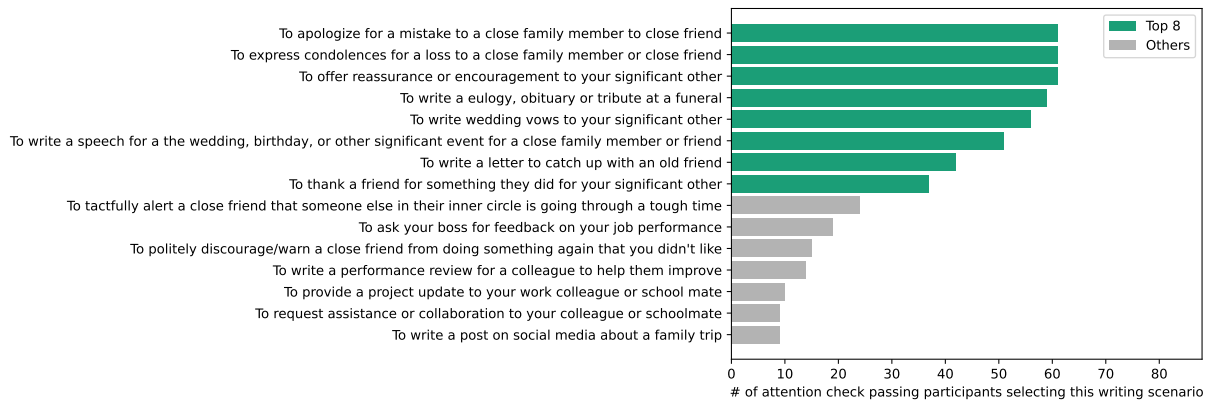 To apologize for a mistake to a close family member to close friend
To express condolences for a loss to a close family member or close friend
To offer reassurance or encouragement to your significant other
To write a eulogy, obituary or tribute at a funeral
To write wedding vows to your significant other
To write a speech for a the wedding, birthday, or other significant event for a close family member or friend
To write a letter to catch up with an old friend
To thank a friend for something they did for your significant other
To tactfully alert a close friend that someone else in their inner circle is going through a tough time
To ask your boss for feedback on your job performance
To politely discourage/warn a close friend from doing something again that you didn't like
To write a performance review for a colleague to help them improve
To provide a project update to your work colleague or school mate
To request assistance or collaboration to your colleague or schoolmate
To write a post on social media about a family trip
Top 8
Others
0 10 20 30 40 50 60 70 80
# of attention check passing participants selecting this writing scenario